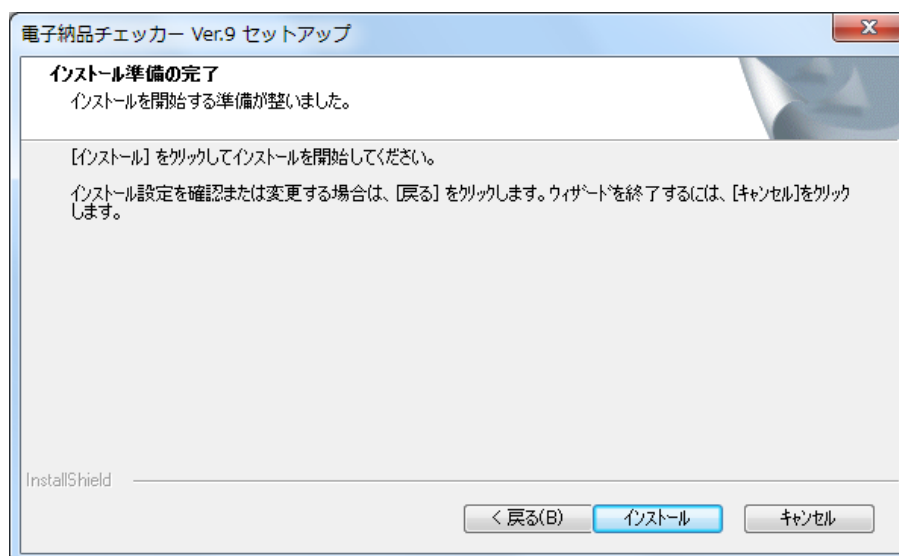 電子納品チェッカー Ver.9 セットアップ
インストール準備の完了
インストールを開始する準備が整いました。
[インストール] をクリックしてインストールを開始してください。
インストール設定を確認または変更する場合は、[戻る] をクリックします。ウィザードを終了するには、[キャンセル]をクリック
します。
InstallShield
< 戻る(B)
インストール
キャンセル